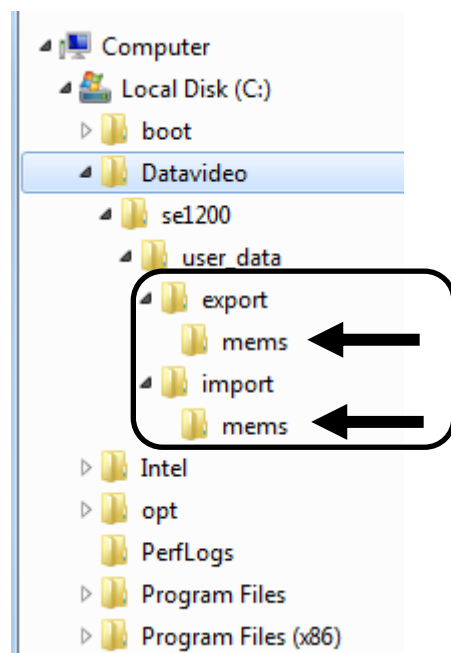 Computer
Local Disk (C:)
boot
Datavideo
se1200
user_data
export
mems
import
mems
Intel
opt
PerfLogs
Program Files
Program Files (x86)